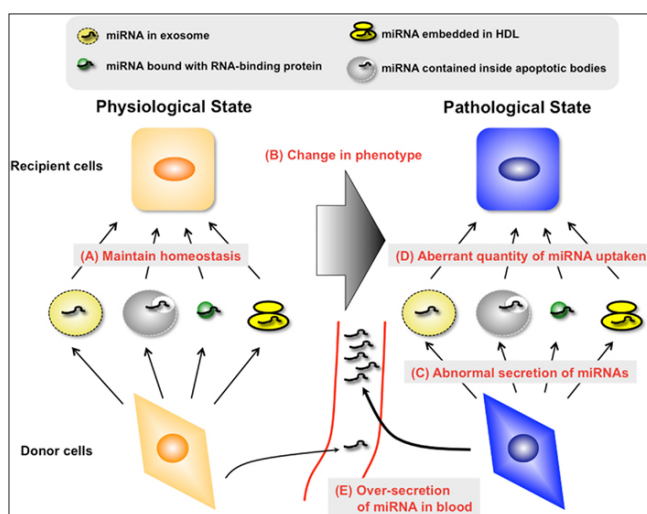 miRNA in exosome
miRNA embedded in HDL
miRNA bound with RNA-binding protein
miRNA contained inside apoptotic bodies
Physiological State
Pathological State
Recipient cells
(B) Change in phenotype
(A) Maintain homeostasis
(D) Aberrant quantity of miRNA uptaken
(C) Abnormal secretion of miRNAs
Donor cells
(E) Over-secretion
of miRNA in blood